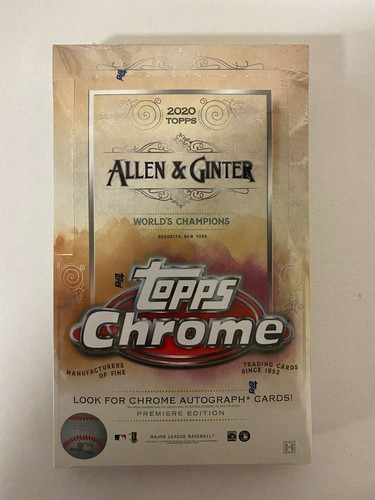 2020
TOPPS
ALLEN & GINTER
WORLD'S CHAMPIONS
BROOKLYN NEW YORK
Topps
Chrome
MANUFACTURERS
OF FINE
TRADING CARDS
SINCE 1952
LOOK FOR CHROME AUTOGRAPH* CARDS!
PREMIERE EDITION
MAJOR LEAGUE BASEBALL
H